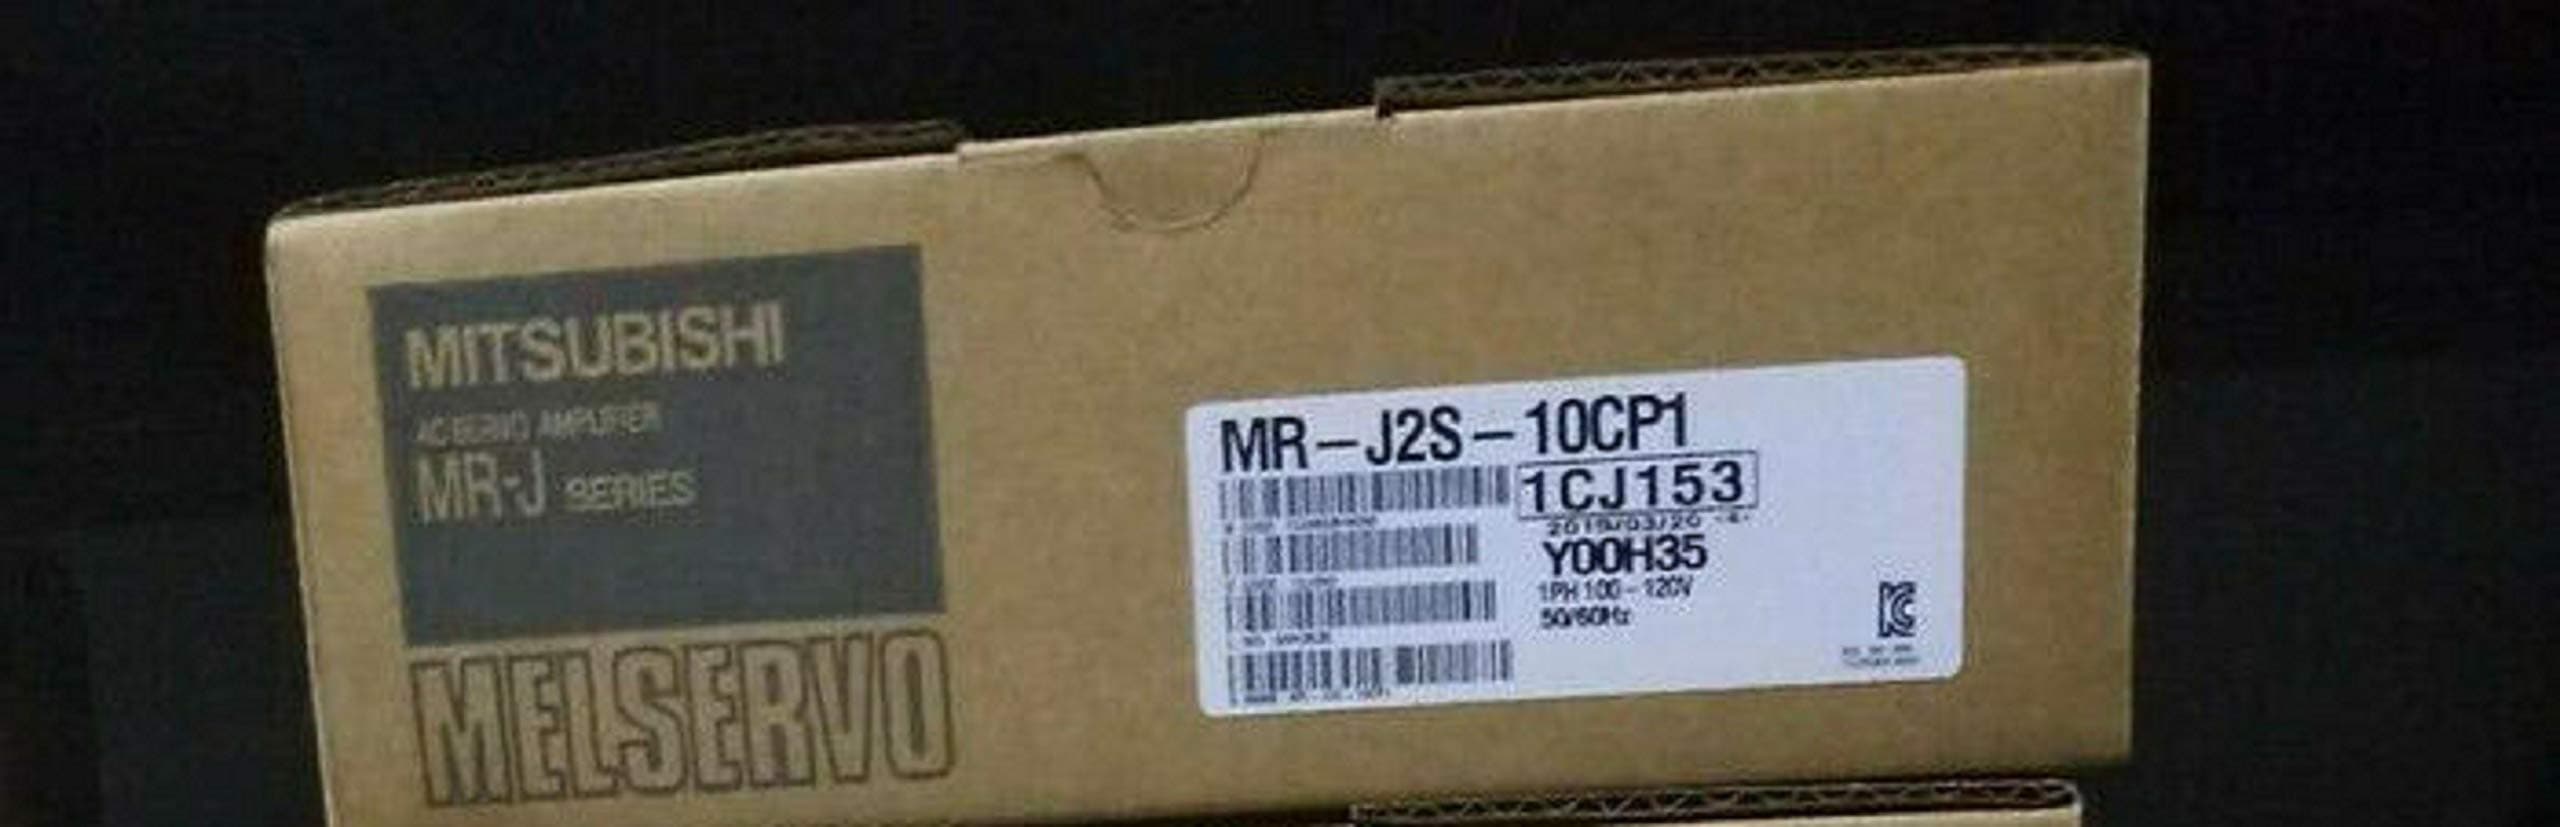 MITSUBISHI
AC SERVO AMPLIFIER
MR-J SERIES
MELSERVO
MR-J2S-10CP1
1CJ153
Y00H35
1PH 100-120V
50/60Hz